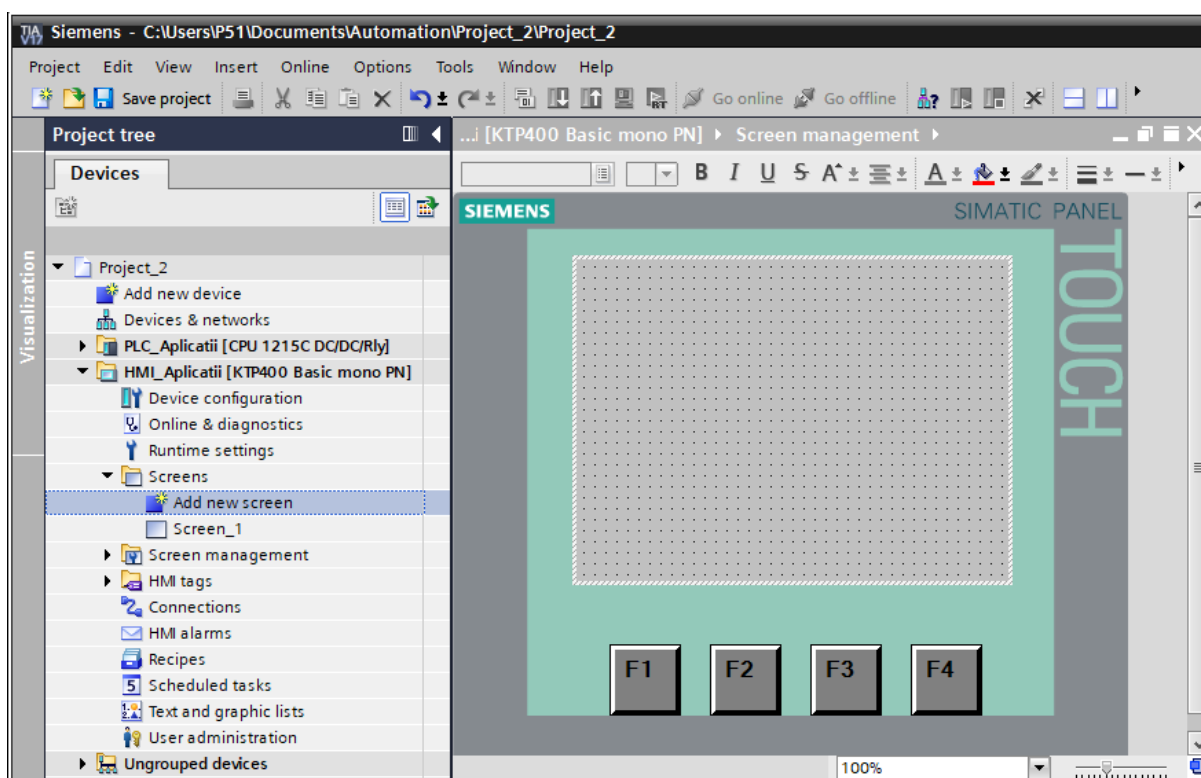 TIA V15 Siemens - C:\Users\P51\Documents\Automation\Project_2\Project_2
Project Edit View Insert Online Options Tools Window Help
Save project Go online Go offline
Project tree
...i [KTP400 Basic mono PN] Screen management
Devices
B I U S A A
SIEMENS SIMATIC PANEL
TOUCH
Visualization
Project_2
Add new device
Devices & networks
PLC_Aplicatii [CPU 1215C DC/DC/Rly]
HMI_Aplicatii [KTP400 Basic mono PN]
Device configuration
Online & diagnostics
Runtime settings
Screens
Add new screen
Screen_1
Screen management
HMI tags
Connections
HMI alarms
Recipes
5 Scheduled tasks
Text and graphic lists
User administration
Ungrouped devices
F1 F2 F3 F4
100%